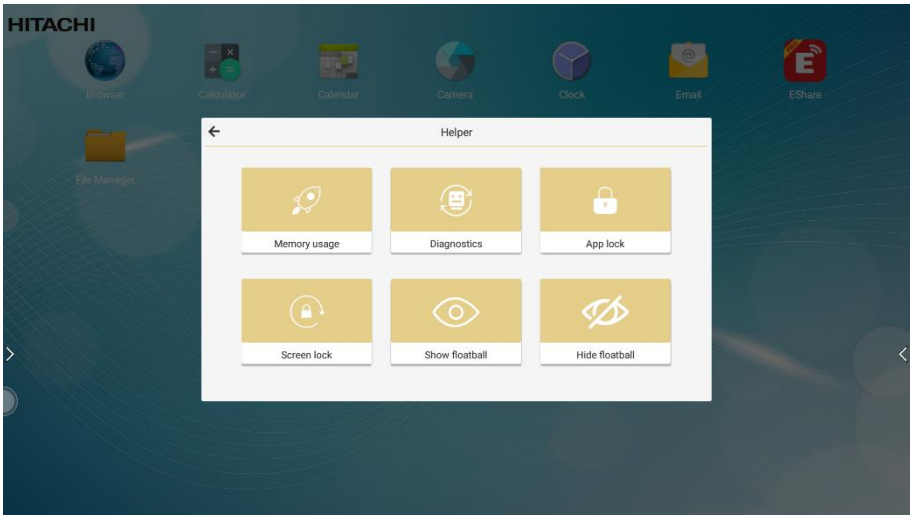 HITACHI
Browser
Calculator
Calendar
Camera
Clock
Email
PRO
E
EShare
File Manager
Helper
Memory usage
Diagnostics
App lock
Screen lock
Show floatball
Hide floatball